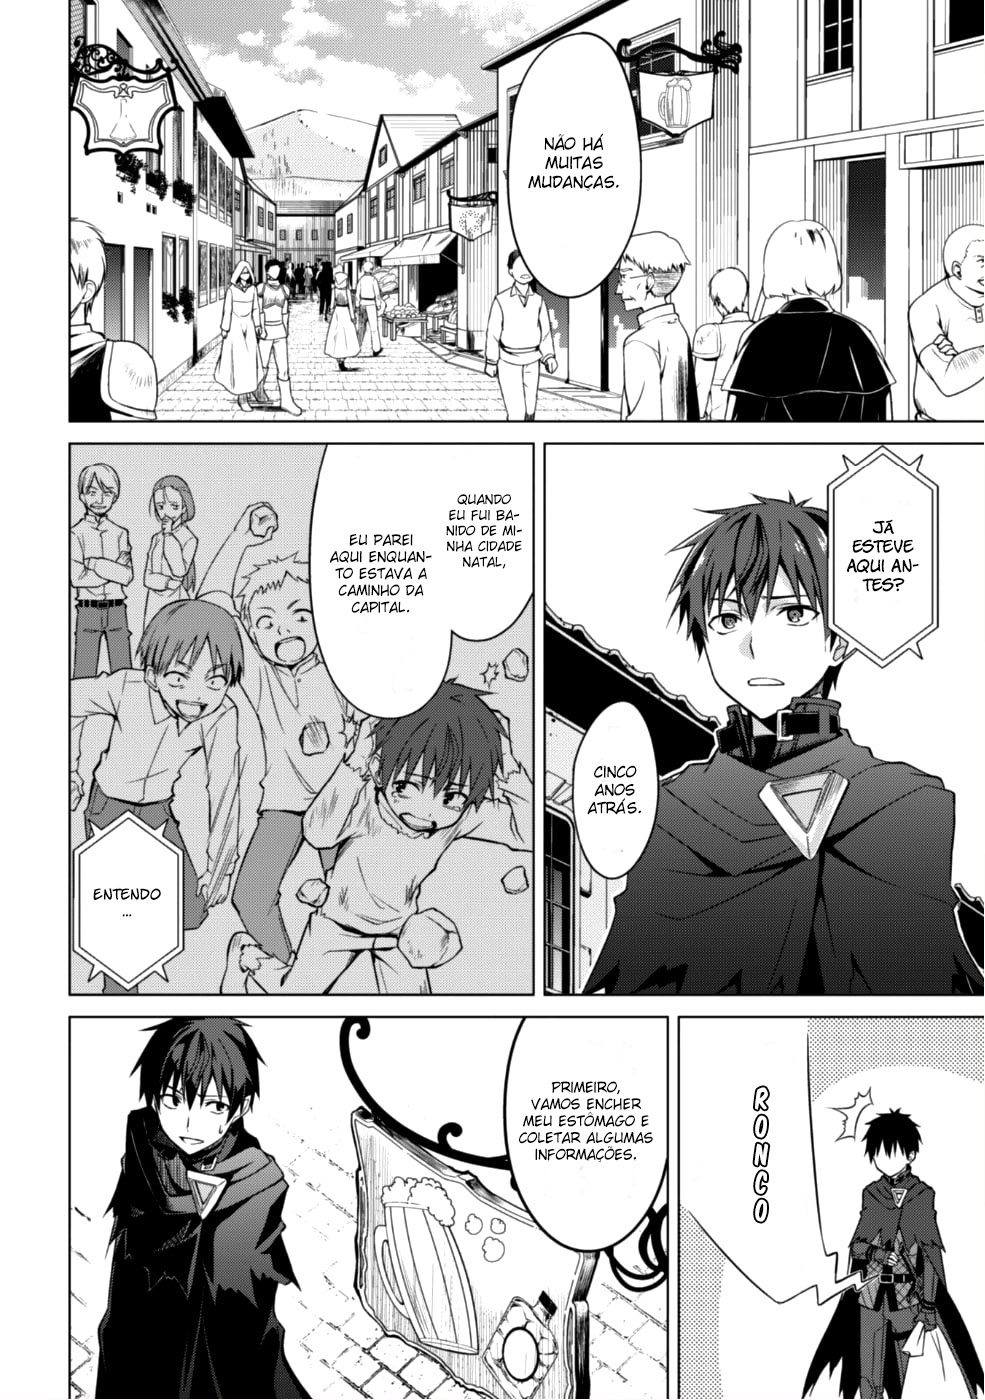 NÃO HÁ
MUITAS
MUDANÇAS.
JÁ
ESTEVE
AQUI AN-
TES?
CINCO
ANOS
ATRÁS.
QUANDO
EU FUI BA-
NIDO DE MI-
NHA CIDADE
NATAL,
EU PAREI
AQUI ENQUAN-
TO ESTAVA A
CAMINHO DA
CAPITAL.
ENTENDO
...
RONCO
PRIMEIRO,
VAMOS ENCHER
MEU ESTÔMAGO E
COLETAR ALGUMAS
INFORMAÇÕES.